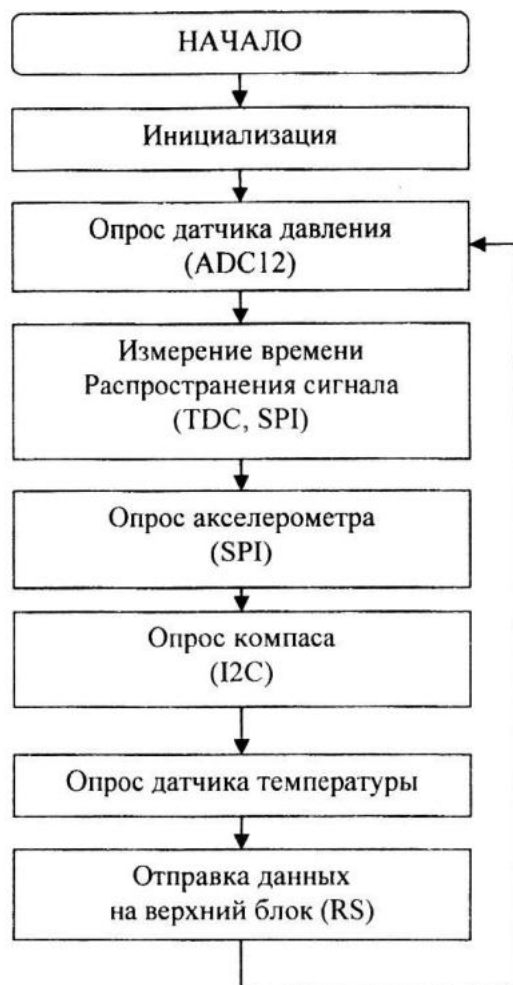 НАЧАЛО
Инициализация
Опрос датчика давления
(ADC12)
Измерение времени
Распространения сигнала
(TDC, SPI)
Опрос акселерометра
(SPI)
Опрос компаса
(I2C)
Опрос датчика температуры
Отправка данных
на верхний блок (RS)